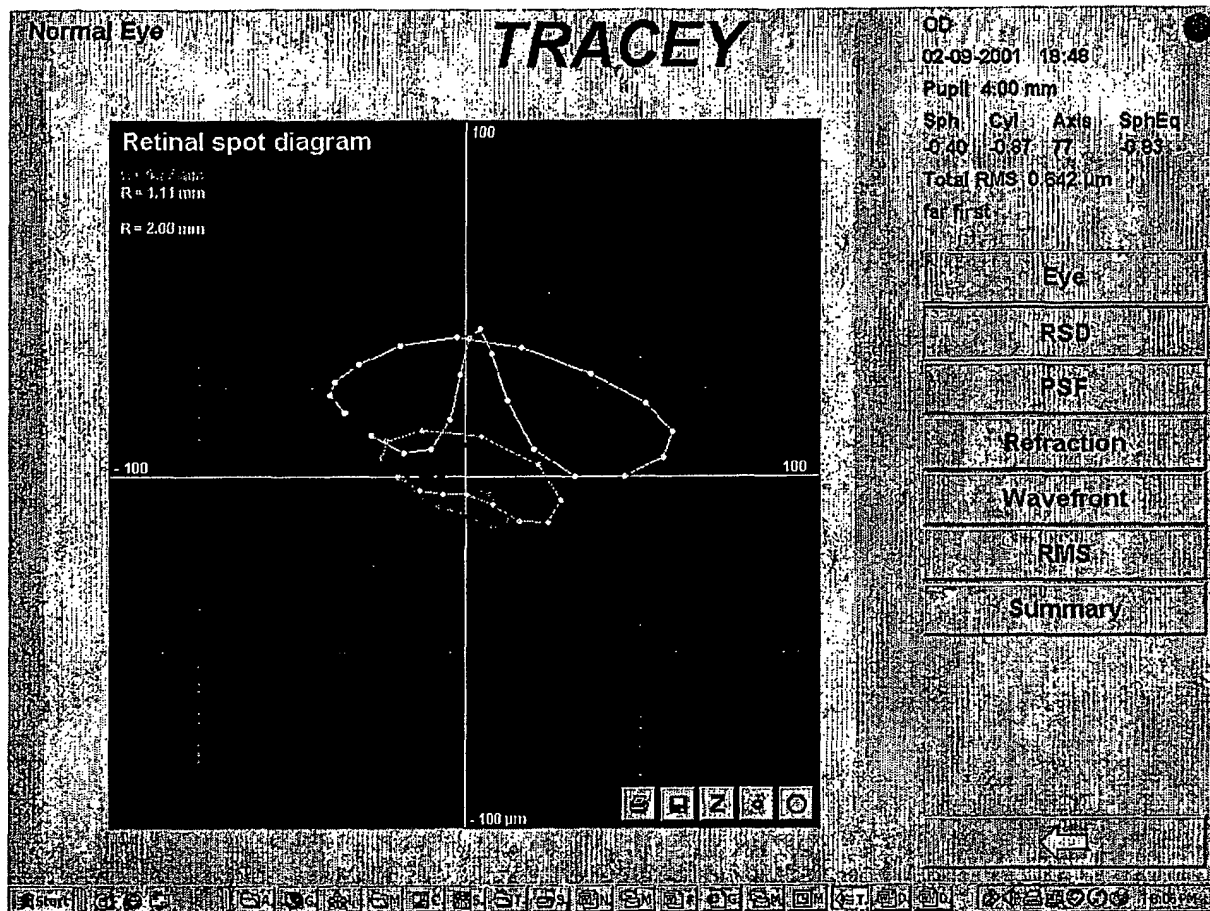 Normal Eye
TRACEY
Retinal spot diagram
R = 1.11 mm
R = 2.00 mm
100
- 100
100
- 100 µm
OD
02-09-2001 18:48
Pupil 4.00 mm
Sph Cyl Axis SphEq
-0.40 -0.87 77 -0.83
Total RMS 0.642 µm
far first
Eye
RSD
PSF
Refraction
Wavefront
RMS
Summary
Start